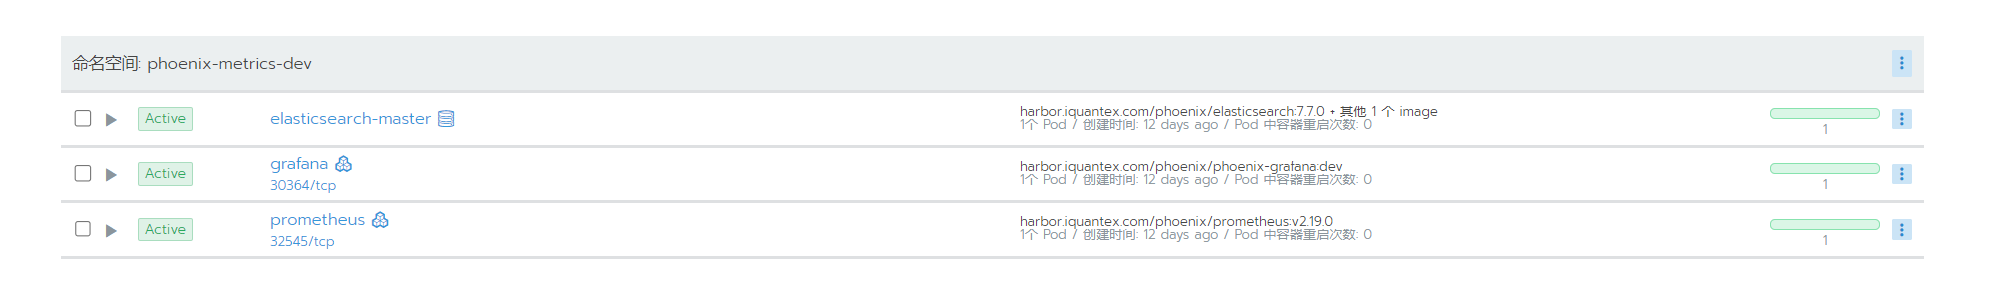 命名空间: phoenix-metrics-dev
Active
elasticsearch-master
harbor.iquantex.com/phoenix/elasticsearch:7.7.0 + 其他 1 个 image
1个 Pod / 创建时间: 12 days ago / Pod 中容器重启次数: 0
1
Active
grafana
30364/tcp
harbor.iquantex.com/phoenix/phoenix-grafana:dev
1个 Pod / 创建时间: 12 days ago / Pod 中容器重启次数: 0
1
Active
prometheus
32545/tcp
harbor.iquantex.com/phoenix/prometheus:v2.19.0
1个 Pod / 创建时间: 12 days ago / Pod 中容器重启次数: 0
1